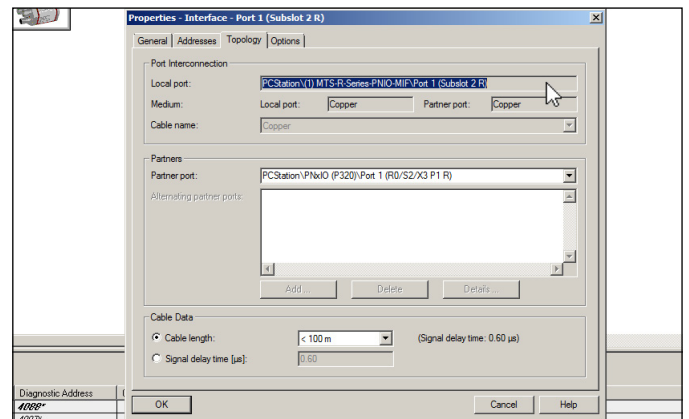 Properties - Interface - Port 1 (Subslot 2 R)
General Addresses Topology Options
Port Interconnection
Local port: PCStation\(1) MTS-R-Series-PNIO-MIF\Port 1 (Subslot 2 R)
Medium: Local port: Copper Partner port: Copper
Cable name: Copper
Partners
Partner port: PCStation\PNxIO (P320)\Port 1 (R0/S2/X3 P1 R)
Alternating partner ports:
Add ... Delete Details...
Cable Data
Cable length: < 100 m (Signal delay time: 0.60 µs)
Signal delay time [µs]: 0.60
Diagnostic Address
OK Cancel Help
4088*